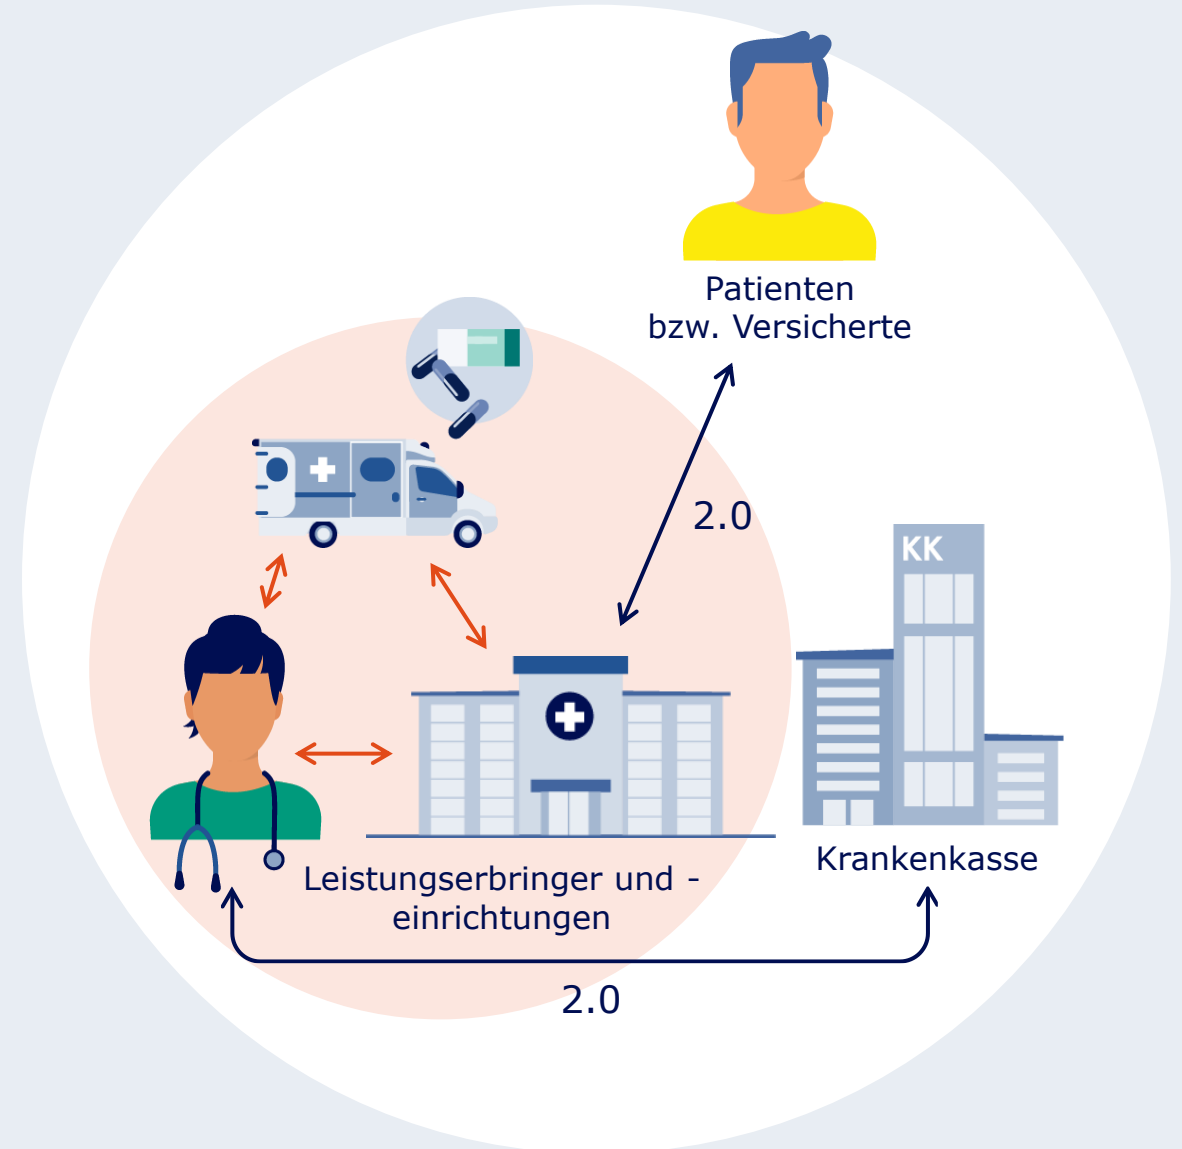 Patienten
bzw. Versicherte
2.0
KK
Krankenkasse
Leistungserbringer und -
einrichtungen
2.0